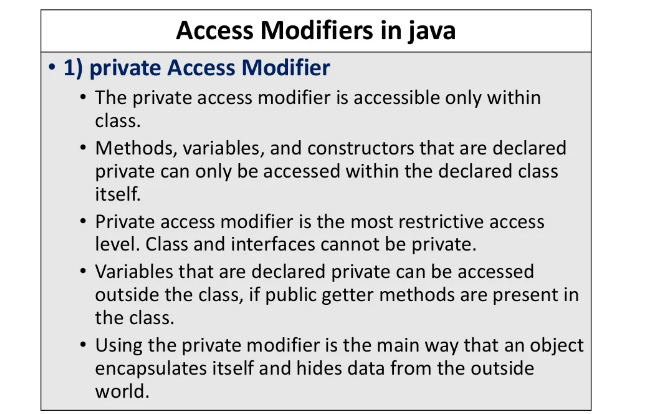 Access Modifiers in java
• 1) private Access Modifier
• The private access modifier is accessible only within
class.
• Methods, variables, and constructors that are declared
private can only be accessed within the declared class
itself.
• Private access modifier is the most restrictive access
level. Class and interfaces cannot be private.
• Variables that are declared private can be accessed
outside the class, if public getter methods are present in
the class.
• Using the private modifier is the main way that an object
encapsulates itself and hides data from the outside
world.